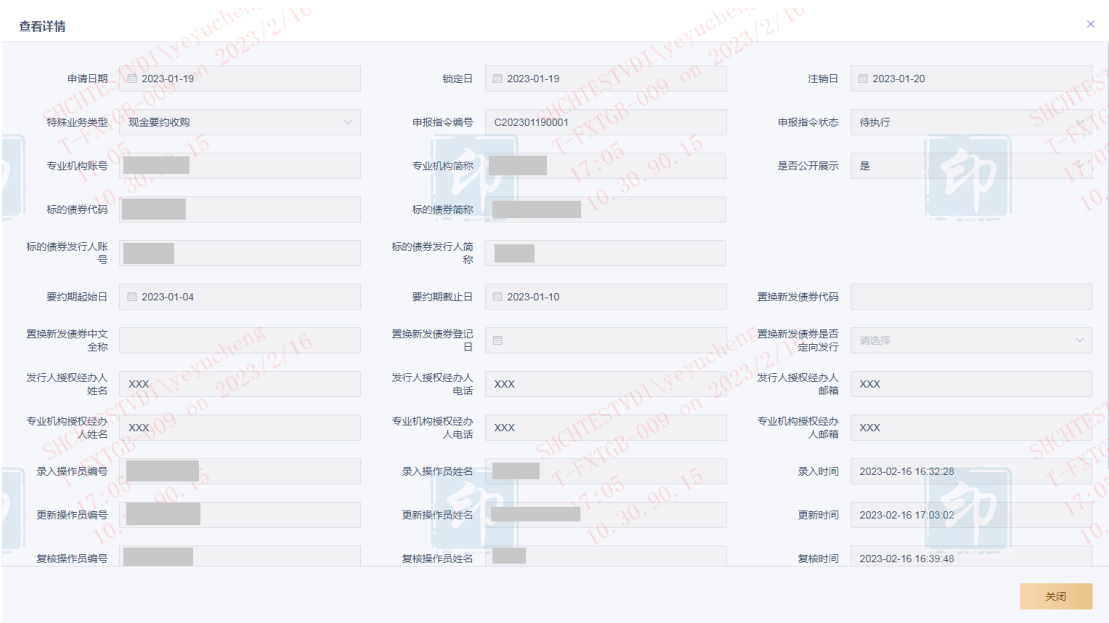 查看详情
申请日期 2023-01-19 锁定日 2023-01-19 注销日 2023-01-20
特殊业务类型 现金要约收购 申报指令编号 C202301190001 申报指令状态 待执行
专业机构账号 专业机构简称 是否公开展示 是
标的债券代码 标的债券简称
标的债券发行人账号 标的债券发行人简称
要约期起始日 2023-01-04 要约期截止日 2023-01-10 置换新发债券代码
置换新发债券中文全称 置换新发债券登记日 置换新发债券是否定向发行 请选择
发行人授权经办人姓名 XXX 发行人授权经办人电话 XXX 发行人授权经办人邮箱 XXX
专业机构授权经办人姓名 XXX 专业机构授权经办人电话 XXX 专业机构授权经办人邮箱 XXX
录入操作员编号 录入操作员姓名 录入时间 2023-02-16 16:32:28
更新操作员编号 更新操作员姓名 更新时间 2023-02-16 17:03:02
复核操作员编号 复核操作员姓名 复核时间 2023-02-16 16:39:48
关闭
SHCHTESTVDI\yeyucheng
T-FXTGB-009 on 2023/2/16
17:05
10.30.90.15
印